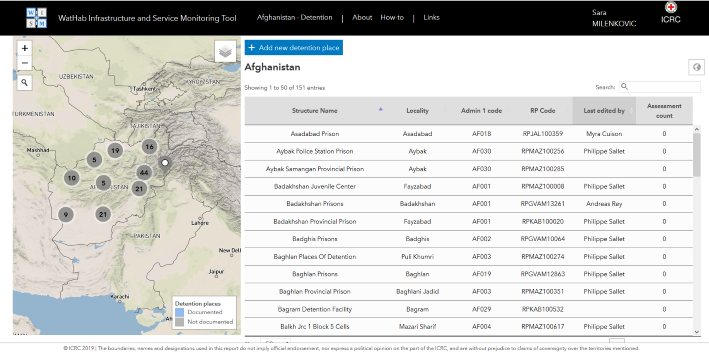 W I S M
WatHab Infrastructure and Service Monitoring Tool
Afghanistan - Detention | About How-to | Links
Sara
MILENKOVIC
ICRC
+
−
UZBEKISTAN
KYRGYZSTAN
Tashkent
TURKMENISTAN
TAJIKISTAN
Mashhad
19
16
5
44
10
5
21
9
21
Lahore
PAKISTAN
New Del
Jaipur
Karachi
Detention places
Documented
Not documented
+ Add new detention place
Afghanistan
Showing 1 to 50 of 151 entries
Search:
Structure Name Locality Admin 1 code RP Code Last edited by Assessment count
Asadabad Prison Asadabad AF018 RPJAL100359 Myra Cuison 0
Aybak Police Station Prison Aybak AF030 RPMAZ100256 Philippe Sallet 0
Aybak Samangan Provincial Prison Aybak AF030 RPMAZ100285 0
Badakhshan Juvenile Center Fayzabad AF001 RPMAZ100008 Philippe Sallet 0
Badakhshan Prisons Badakhshan AF001 RPGVAM13261 Andreas Rey 0
Badakhshan Provincial Prison Fayzabad AF001 RPKAB100020 Philippe Sallet 0
Badghis Prisons Badghis AF002 RPGVAM10064 Philippe Sallet 0
Baghlan Places Of Detention Puli Khumri AF003 RPMAZ100274 Philippe Sallet 0
Baghlan Prisons Baghlan AF019 RPGVAM12863 Philippe Sallet 0
Baghlan Provincial Prison Baghlani Jadid AF003 RPMAZ100351 Philippe Sallet 0
Bagram Detention Facility Bagram AF029 RPKAB100532 Philippe Sallet 0
Balkh Jrc 1 Block 5 Cells Mazari Sharif AF004 RPMAZ100617 Philippe Sallet 0
© ICRC 2019 | The boundaries, names and designations used in this report do not imply official endorsement, nor express a political opinion on the part of the ICRC, and are without prejudice to claims of sovereignty over the territories mentioned.